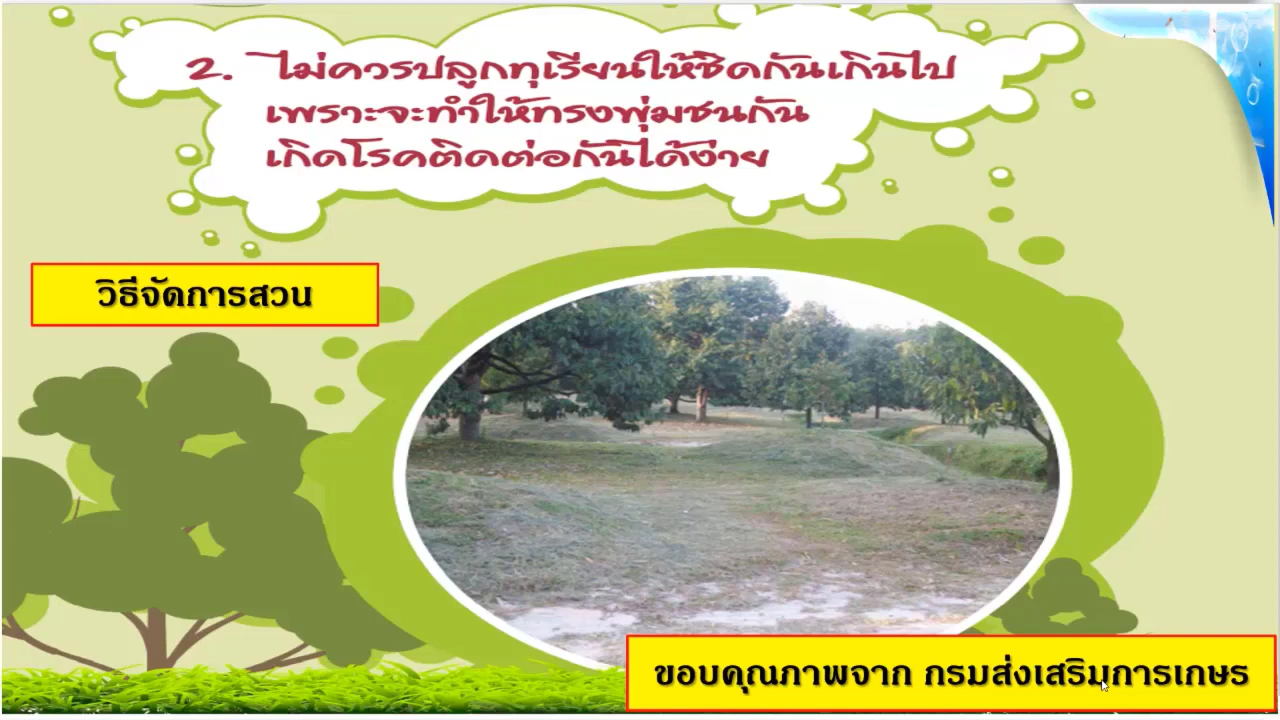 2. ไม่ควรปลูกทุเรียนให้ชิดกันเกินไป
เพราะจะทำให้ทรงพุ่มชนกัน
เกิดโรคติดต่อกันได้ง่าย
วิธีจัดการสวน
ขอบคุณภาพจาก กรมส่งเสริมการเกษร